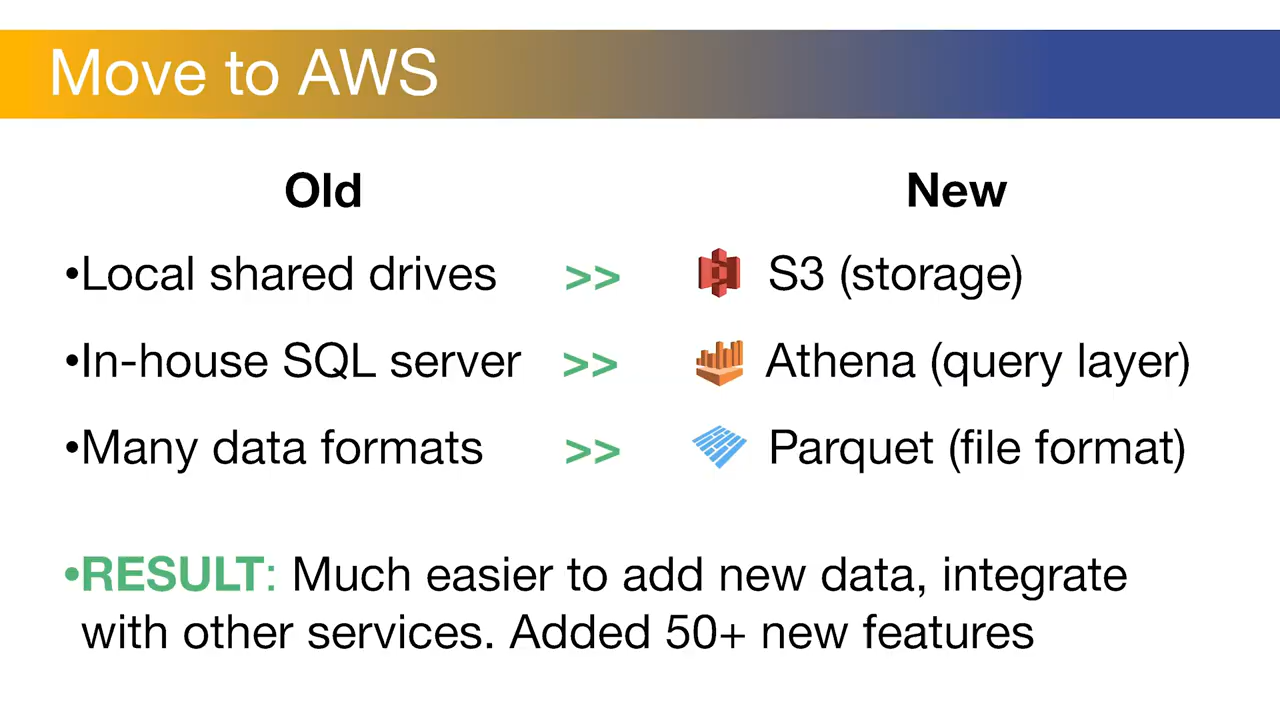 Move to AWS
Old
New
•Local shared drives >> S3 (storage)
•In-house SQL server >> Athena (query layer)
•Many data formats >> Parquet (file format)
•RESULT: Much easier to add new data, integrate
with other services. Added 50+ new features